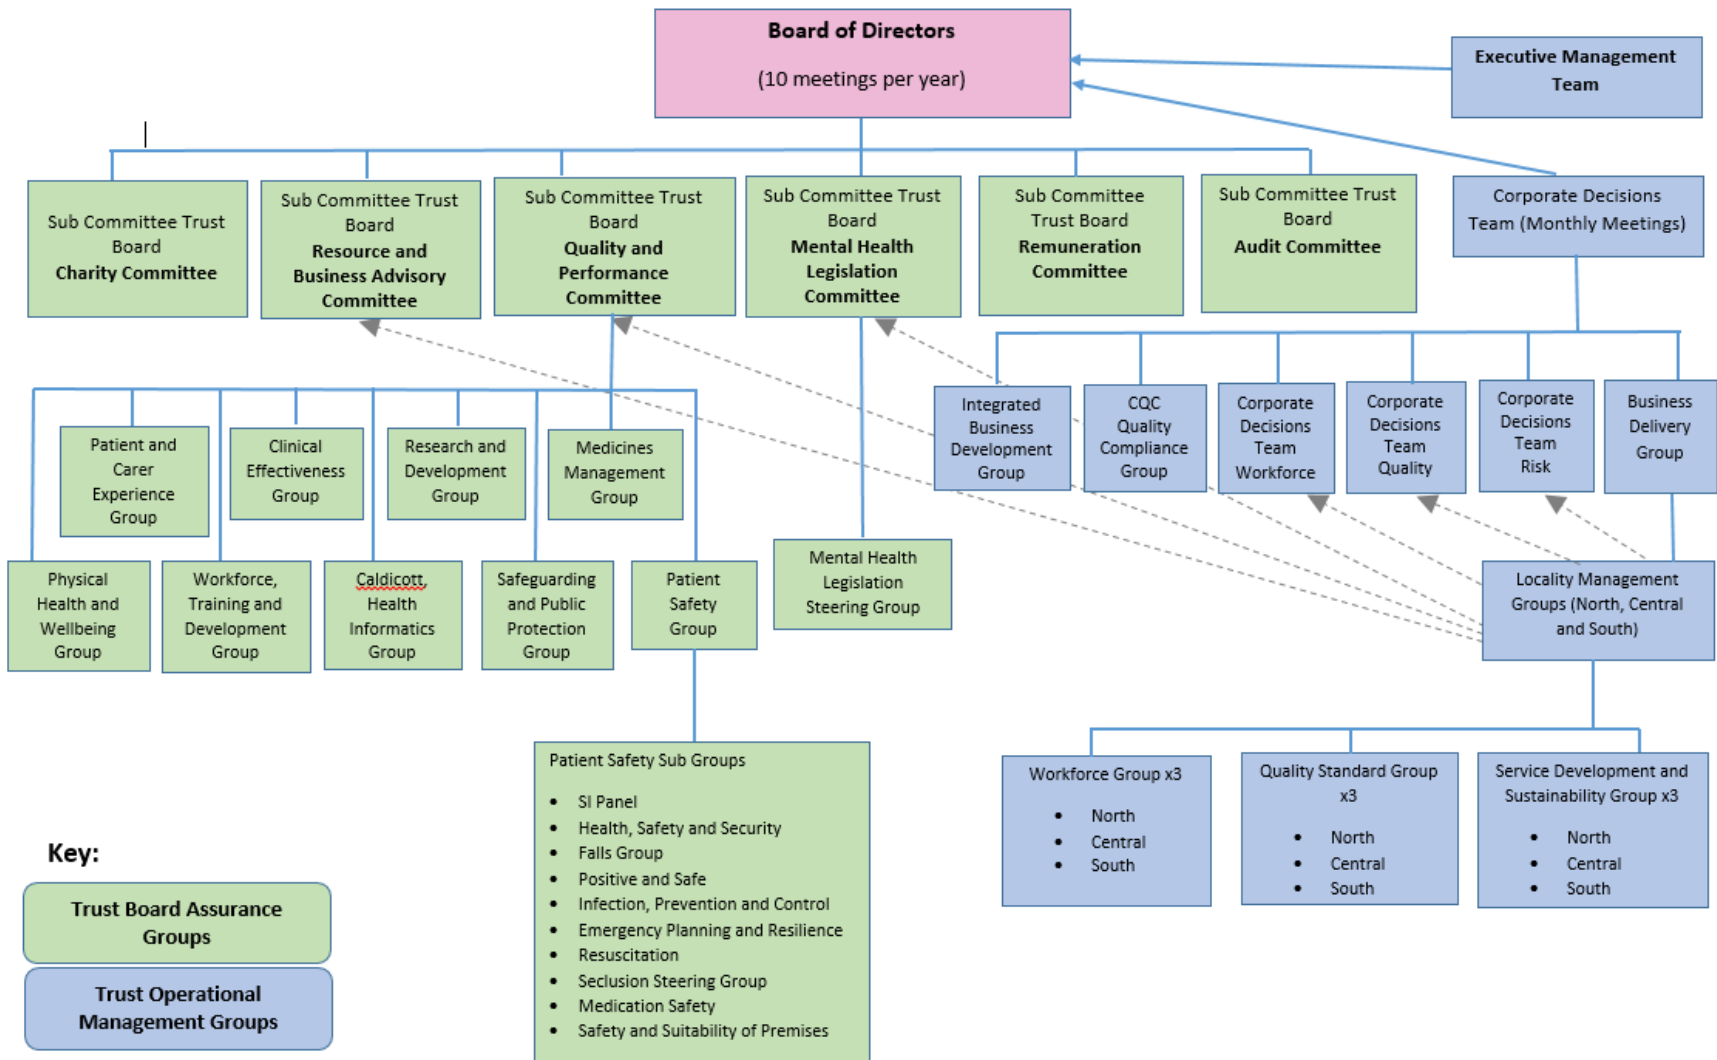 Board of Directors
(10 meetings per year)
Executive Management
Team
Sub Committee Trust
Board
Charity Committee
Sub Committee Trust
Board
Resource and
Business Advisory
Committee
Sub Committee Trust
Board
Quality and
Performance
Committee
Sub Committee Trust
Board
Mental Health
Legislation
Committee
Sub Committee
Trust Board
Remuneration
Committee
Sub Committee Trust
Board
Audit Committee
Corporate Decisions
Team (Monthly Meetings)
Patient and
Carer
Experience
Group
Clinical
Effectiveness
Group
Research and
Development
Group
Medicines
Management
Group
Integrated
Business
Development
Group
CQC
Quality
Compliance
Group
Corporate
Decisions
Team
Workforce
Corporate
Decisions
Team
Quality
Corporate
Decisions
Team
Risk
Business
Delivery
Group
Physical
Health and
Wellbeing
Group
Workforce,
Training and
Development
Group
Caldicott,
Health
Informatics
Group
Safeguarding
and Public
Protection
Group
Patient
Safety
Group
Mental Health
Legislation
Steering Group
Locality Management
Groups (North, Central
and South)
Patient Safety Sub Groups
• SI Panel
• Health, Safety and Security
• Falls Group
• Positive and Safe
• Infection, Prevention and Control
• Emergency Planning and Resilience
• Resuscitation
• Seclusion Steering Group
• Medication Safety
• Safety and Suitability of Premises
Workforce Group x3
• North
• Central
• South
Quality Standard Group
x3
• North
• Central
• South
Service Development and
Sustainability Group x3
• North
• Central
• South
Key:
Trust Board Assurance
Groups
Trust Operational
Management Groups